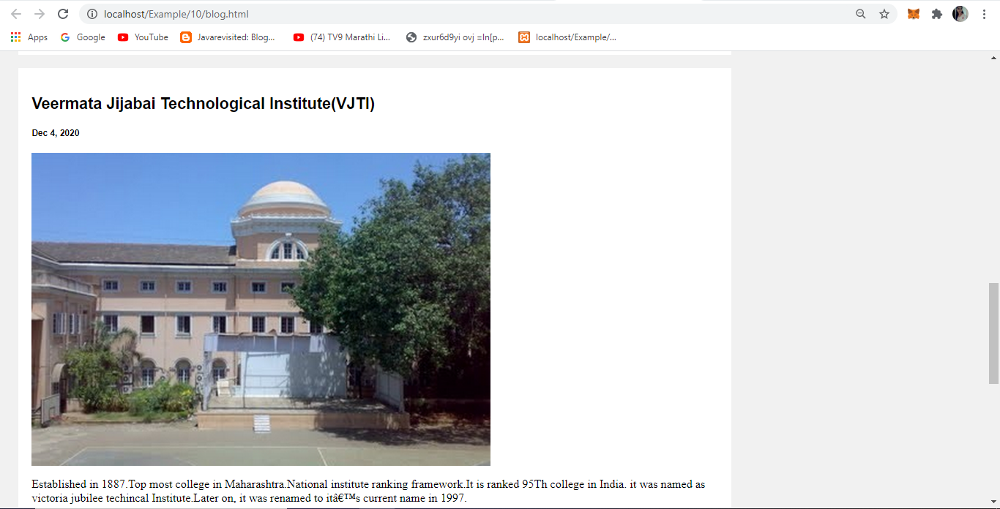 localhost/Example/10/blog.html
Apps Google YouTube Javarevisited: Blog... (74) TV9 Marathi Li... zxur6d9yi ovj =ln[p... localhost/Example/...
Veermata Jijabai Technological Institute(VJTI)
Dec 4, 2020
Established in 1887.Top most college in Maharashtra.National institute ranking framework.It is ranked 95Th college in India. it was named as
victoria jubilee techincal Institute.Later on, it was renamed to itâ€™s current name in 1997.